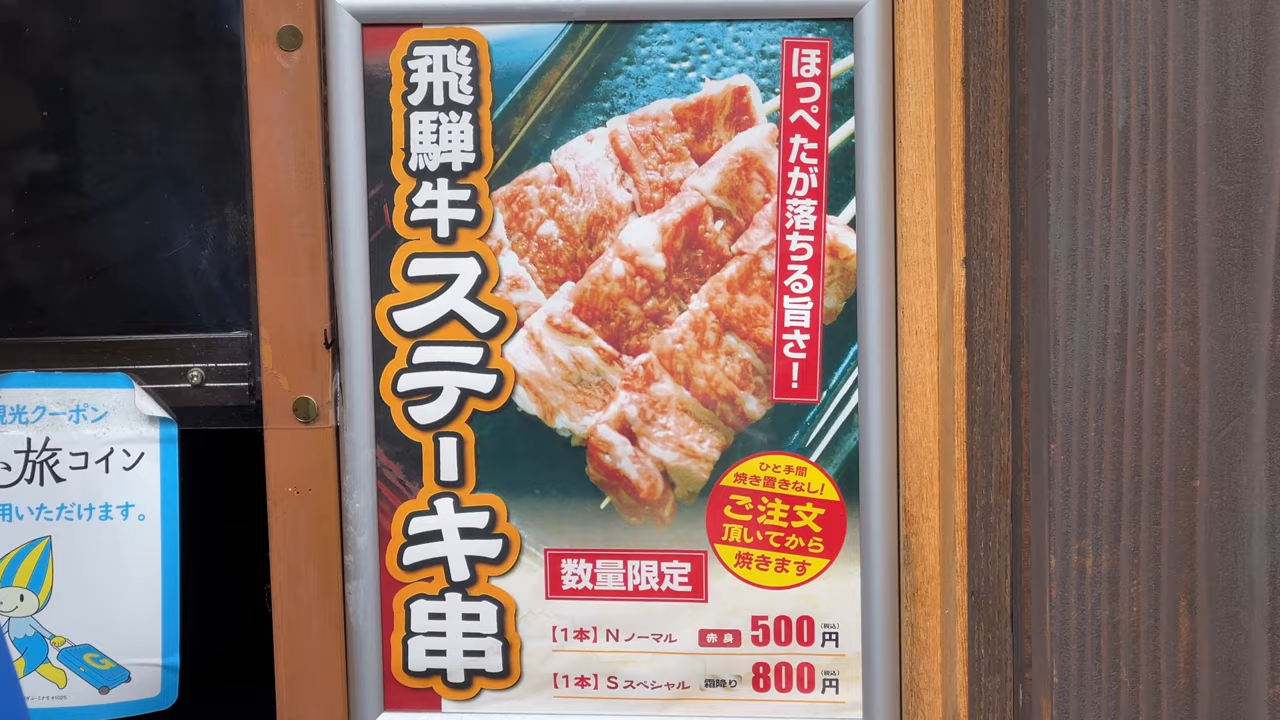 飛騨牛ステーキ串
ほっぺたが落ちる旨さ!
ひと手間
焼き置きなし!
ご注文
頂いてから
焼きます
数量限定
【1本】N ノーマル 赤身 500円 (税込)
【1本】S スペシャル 霜降り 800円 (税込)
観光クーポン
旅コイン
用いただけます。
G